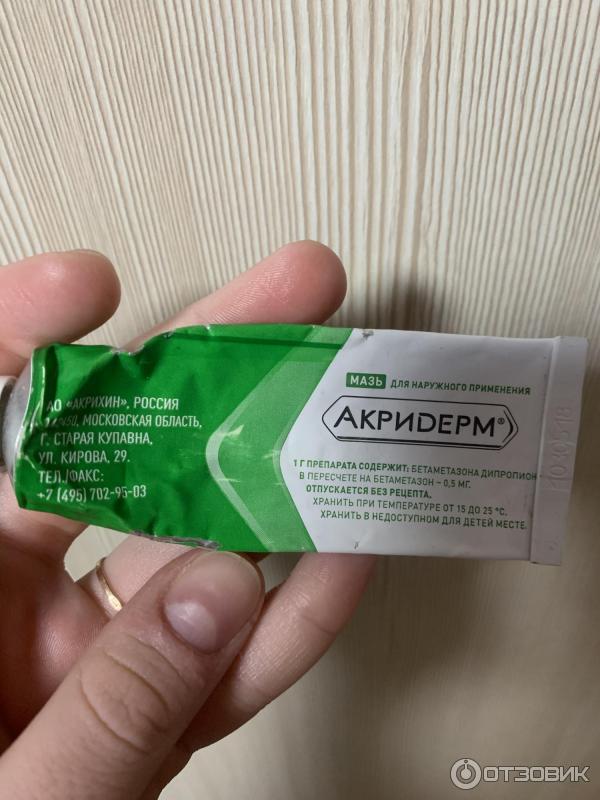 АО «АКРИХИН», РОССИЯ
МОСКОВСКАЯ ОБЛАСТЬ,
Г. СТАРАЯ КУПАВНА,
УЛ. КИРОВА, 29.
ТЕЛ./ФАКС:
+7 (495) 702-95-03
МАЗЬ ДЛЯ НАРУЖНОГО ПРИМЕНЕНИЯ
АКРИДЕРМ®
1 Г ПРЕПАРАТА СОДЕРЖИТ: БЕТАМЕТАЗОНА
В ПЕРЕСЧЕТЕ НА БЕТАМЕТАЗОН – 0,5 МГ.
ОТПУСКАЕТСЯ БЕЗ РЕЦЕПТА.
ХРАНИТЬ ПРИ ТЕМПЕРАТУРЕ ОТ 15 ДО 25 °С.
ХРАНИТЬ В НЕДОСТУПНОМ ДЛЯ ДЕТЕЙ МЕСТЕ.
ОТЗОВИК